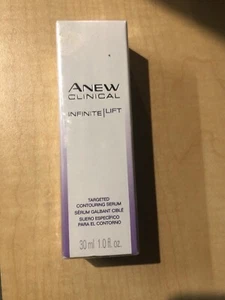 ANEW
CLINICAL
INFINITE|LIFT
TARGETED
CONTOURING SERUM
SÉRUM GALBANT CIBLÉ
SUERO ESPECÍFICO
PARA EL CONTORNO
30 ml 1.0 fl. oz.